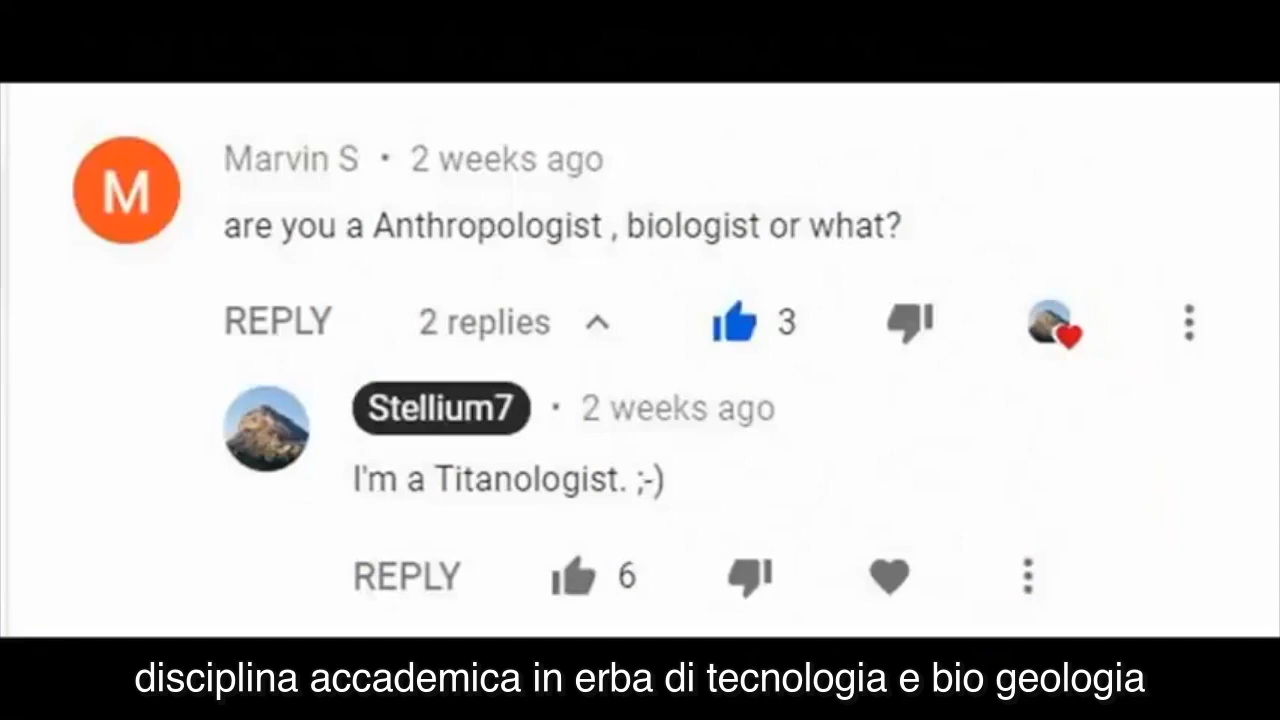 M
Marvin S • 2 weeks ago
are you a Anthropologist , biologist or what?
REPLY 2 replies 3
Stellium7 • 2 weeks ago
I'm a Titanologist. ;-)
REPLY 6
disciplina accademica in erba di tecnologia e bio geologia